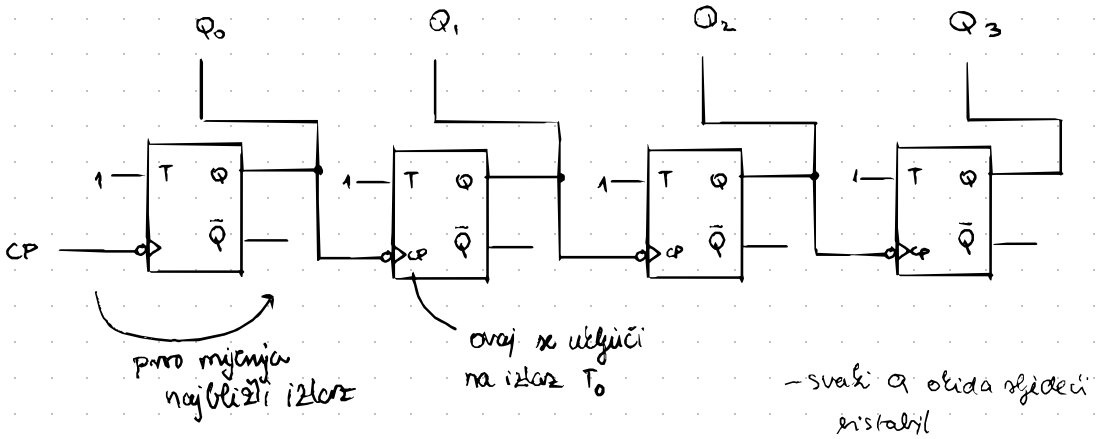 Q₀ Q₁ Q₂ Q₃
1 T Q 1 T Q 1 T Q 1 T Q
CP Q̅ CP Q̅ CP Q̅ CP Q̅
prvo mijenja
najbliži izlaz
ovaj se uključi
na izlaz T₀
- svaki Q okida sljedeći
bistabil